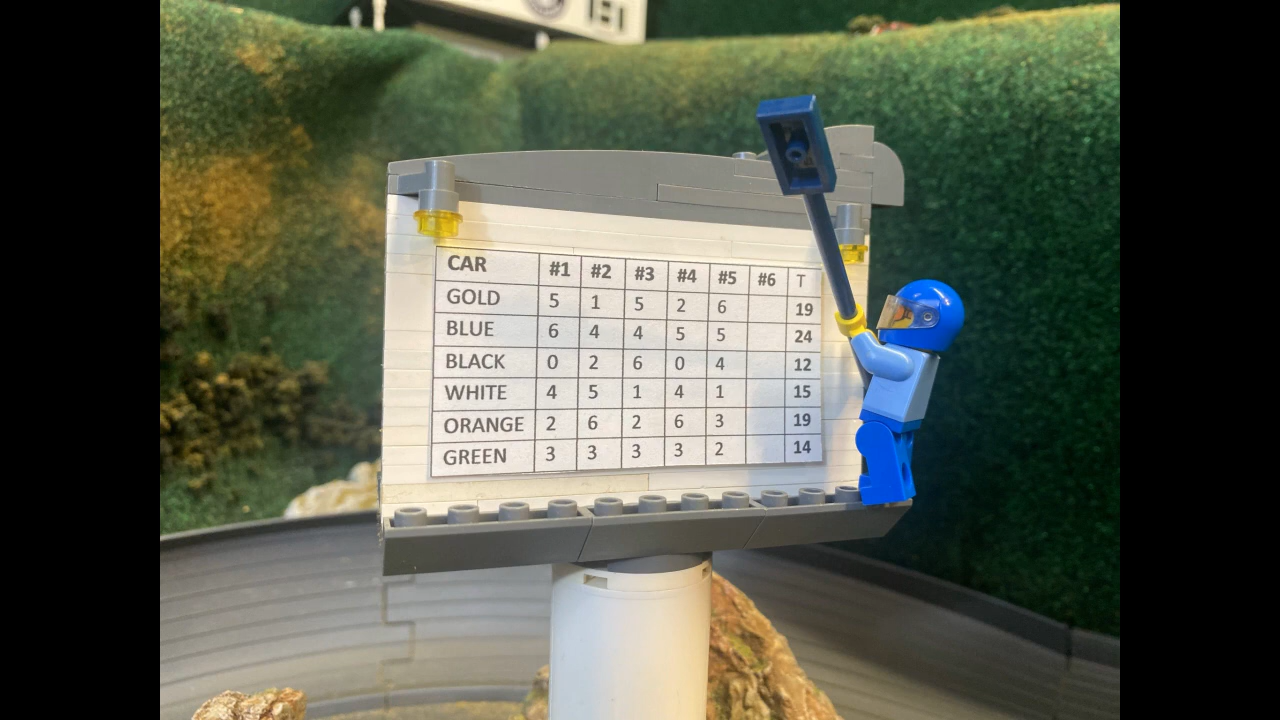 CAR #1 #2 #3 #4 #5 #6 T
GOLD 5 1 5 2 6 19
BLUE 6 4 4 5 5 24
BLACK 0 2 6 0 4 12
WHITE 4 5 1 4 1 15
ORANGE 2 6 2 6 3 19
GREEN 3 3 3 3 2 14